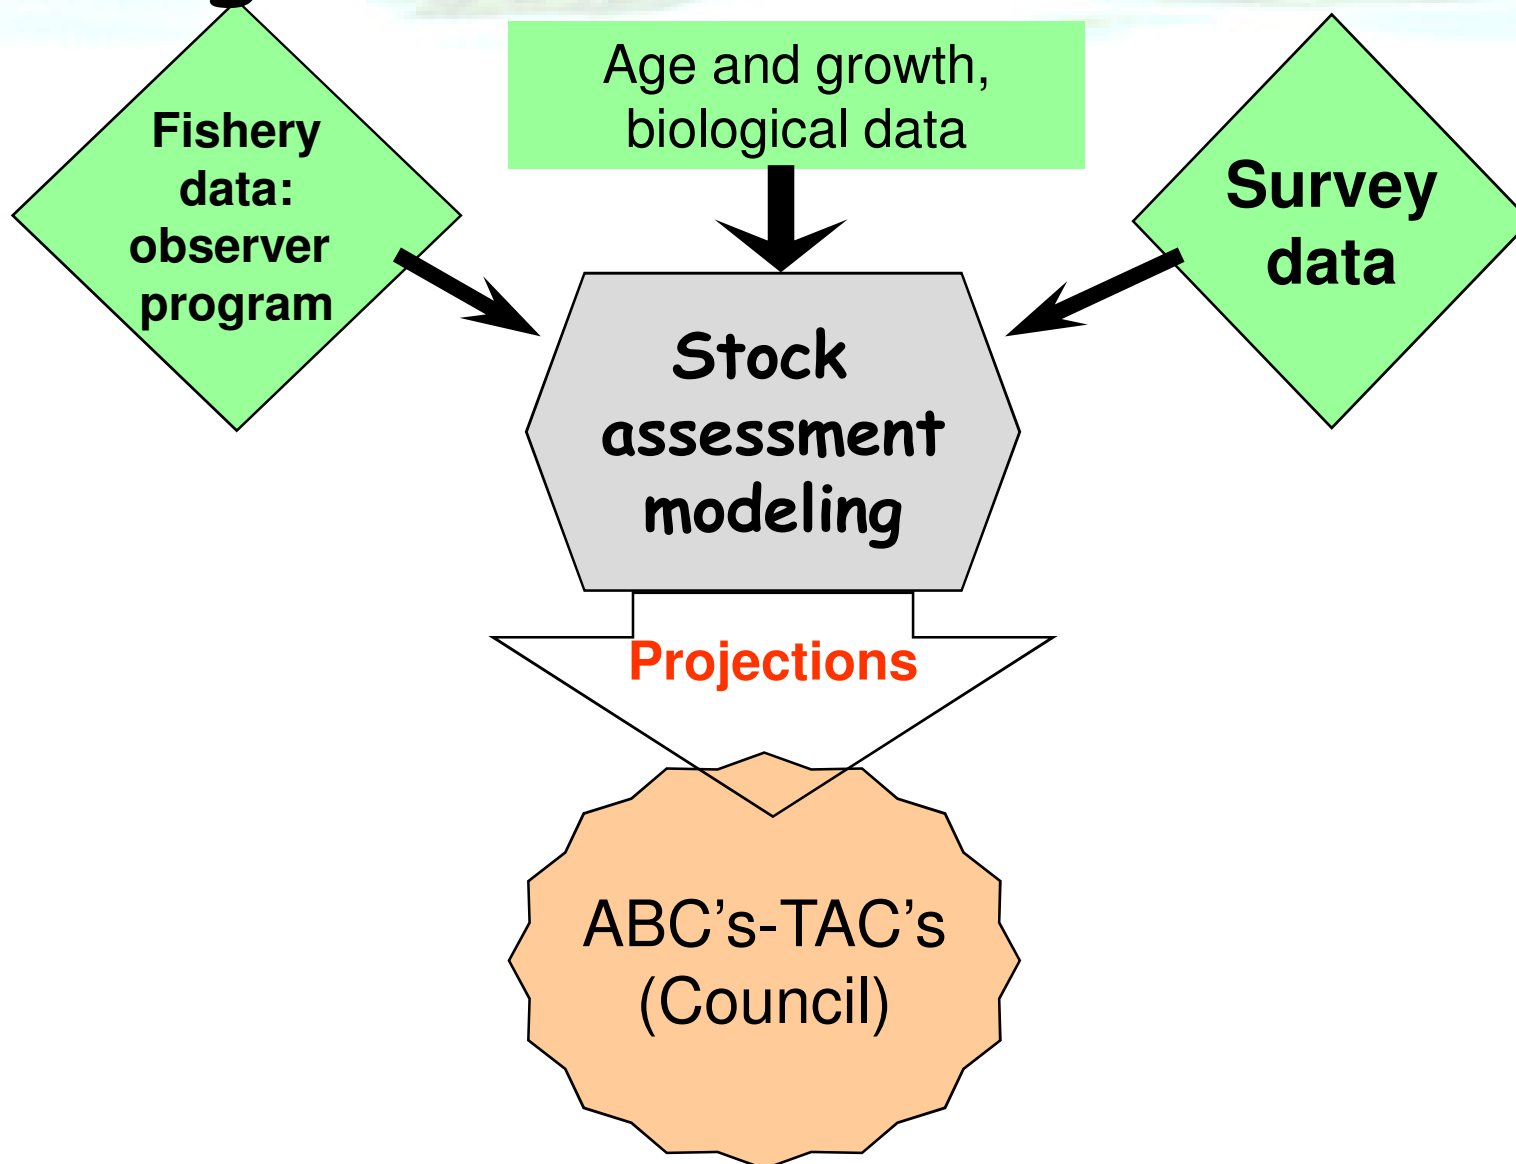 Fishery
data:
observer
program
Age and growth,
biological data
Survey
data
Stock
assessment
modeling
Projections
ABC’s-TAC’s
(Council)